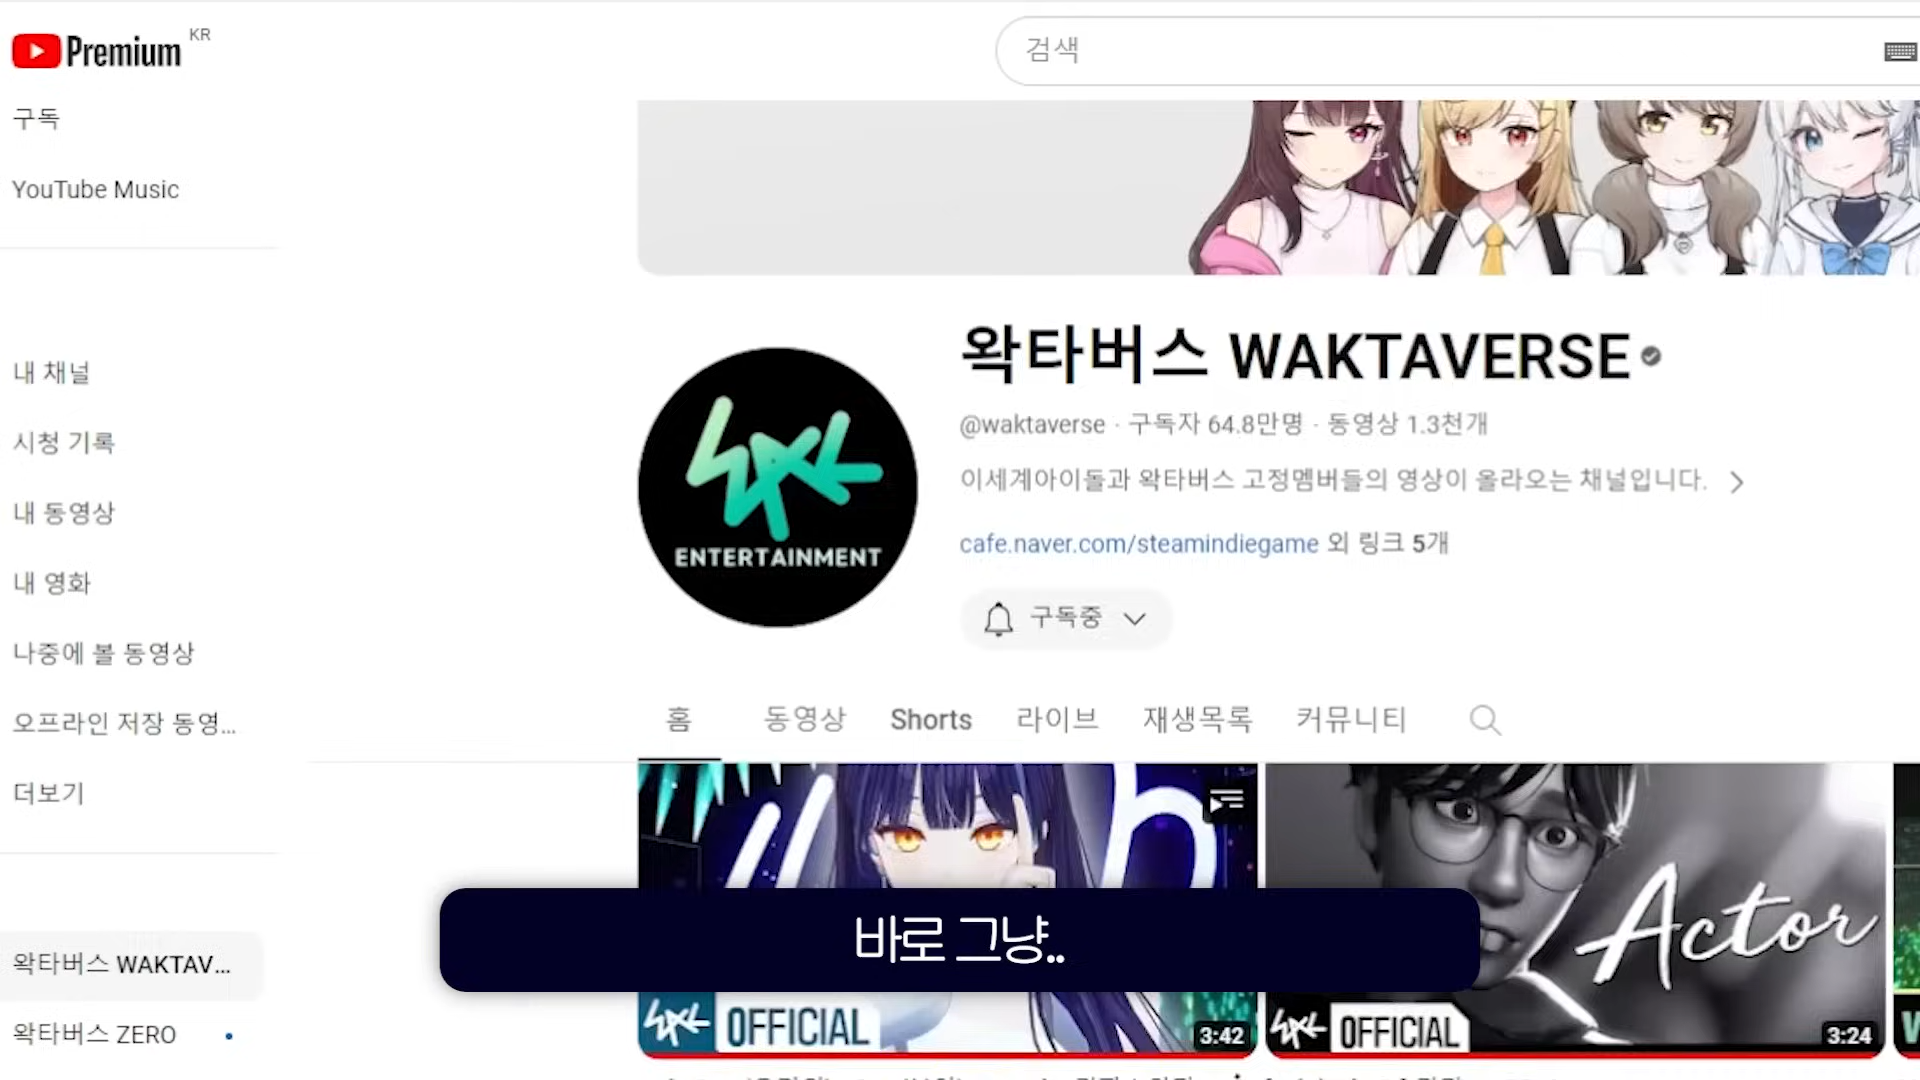 Premium KR
검색
구독
YouTube Music
내 채널
시청 기록
내 동영상
내 영화
나중에 볼 동영상
오프라인 저장 동영...
더보기
왁타버스 WAKTAV...
왁타버스 ZERO
왁타버스 WAKTAVERSE
@waktaverse · 구독자 64.8만명 · 동영상 1.3천개
이세계아이돌과 왁타버스 고정멤버들의 영상이 올라오는 채널입니다.
cafe.naver.com/steamindiegame 외 링크 5개
구독중
ENTERTAINMENT
홈 동영상 Shorts 라이브 재생목록 커뮤니티
Actor
바로 그냥..
OFFICIAL 3:42
OFFICIAL 3:24